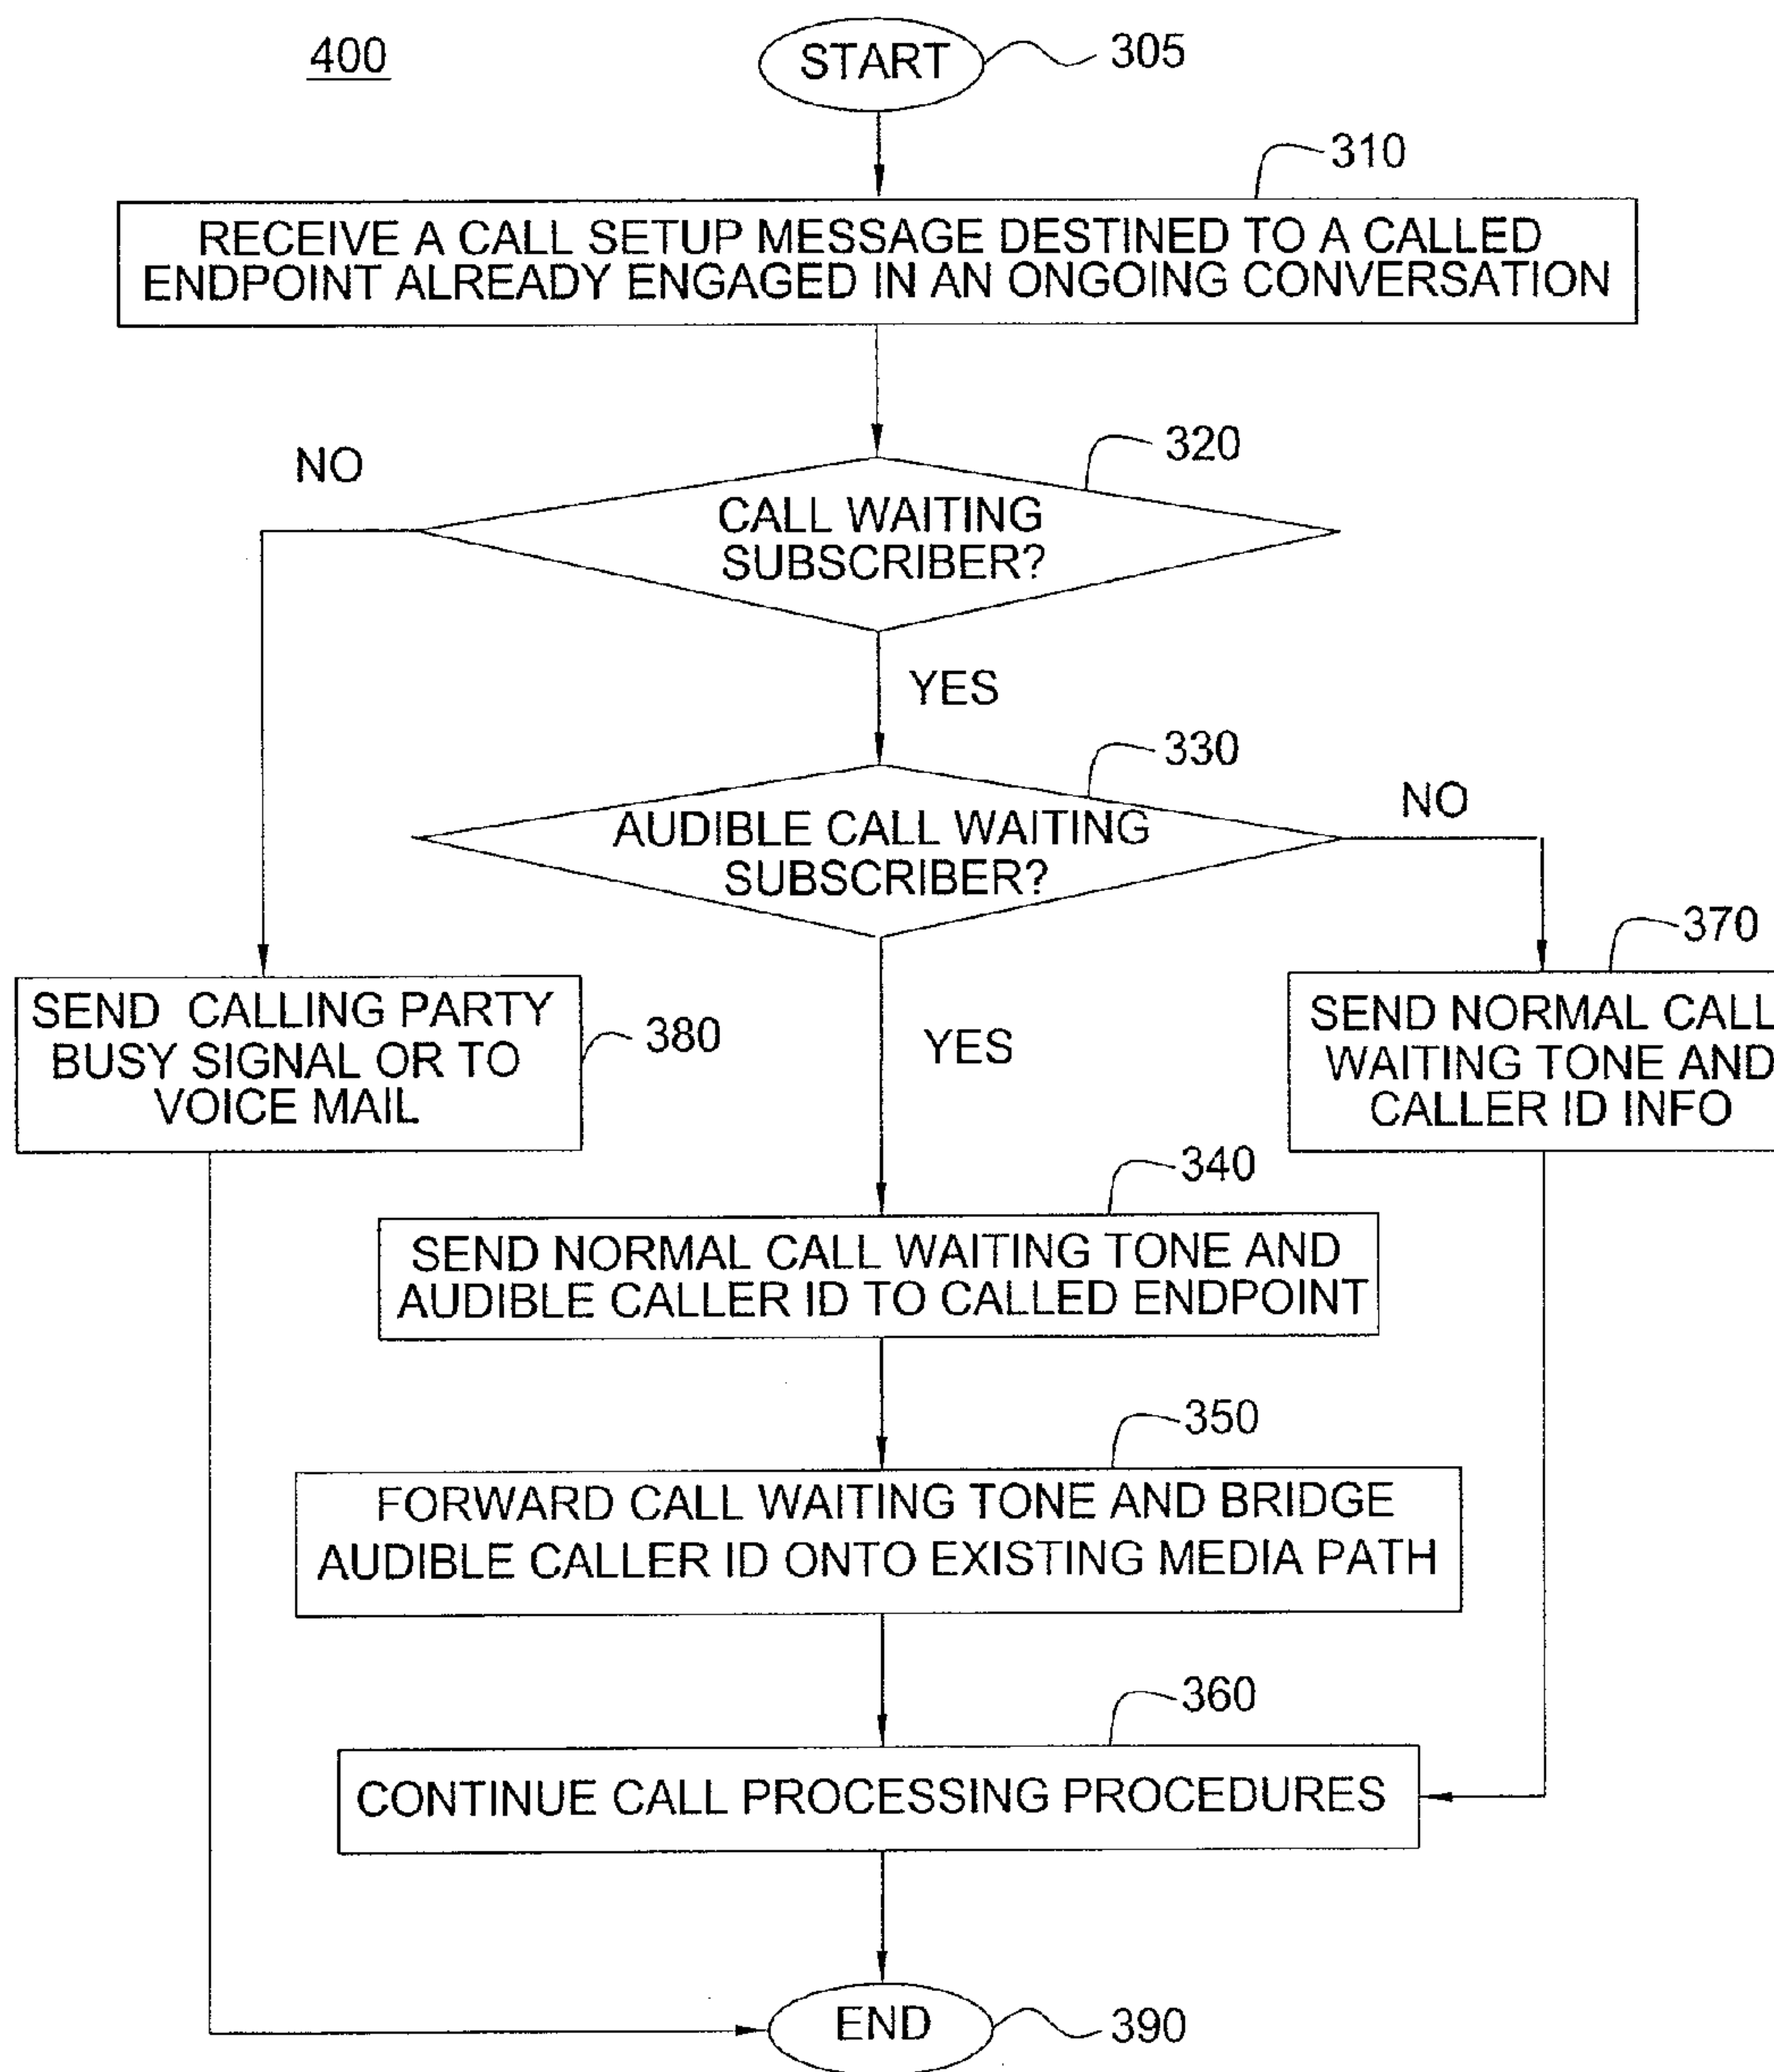 400
START
305
310
RECEIVE A CALL SETUP MESSAGE DESTINED TO A CALLED
ENDPOINT ALREADY ENGAGED IN AN ONGOING CONVERSATION
320
NO
CALL WAITING
SUBSCRIBER?
YES
330
NO
AUDIBLE CALL WAITING
SUBSCRIBER?
370
SEND CALLING PARTY
BUSY SIGNAL OR TO
VOICE MAIL
380
YES
SEND NORMAL CALL
WAITING TONE AND
CALLER ID INFO
340
SEND NORMAL CALL WAITING TONE AND
AUDIBLE CALLER ID TO CALLED ENDPOINT
350
FORWARD CALL WAITING TONE AND BRIDGE
AUDIBLE CALLER ID ONTO EXISTING MEDIA PATH
360
CONTINUE CALL PROCESSING PROCEDURES
END
390